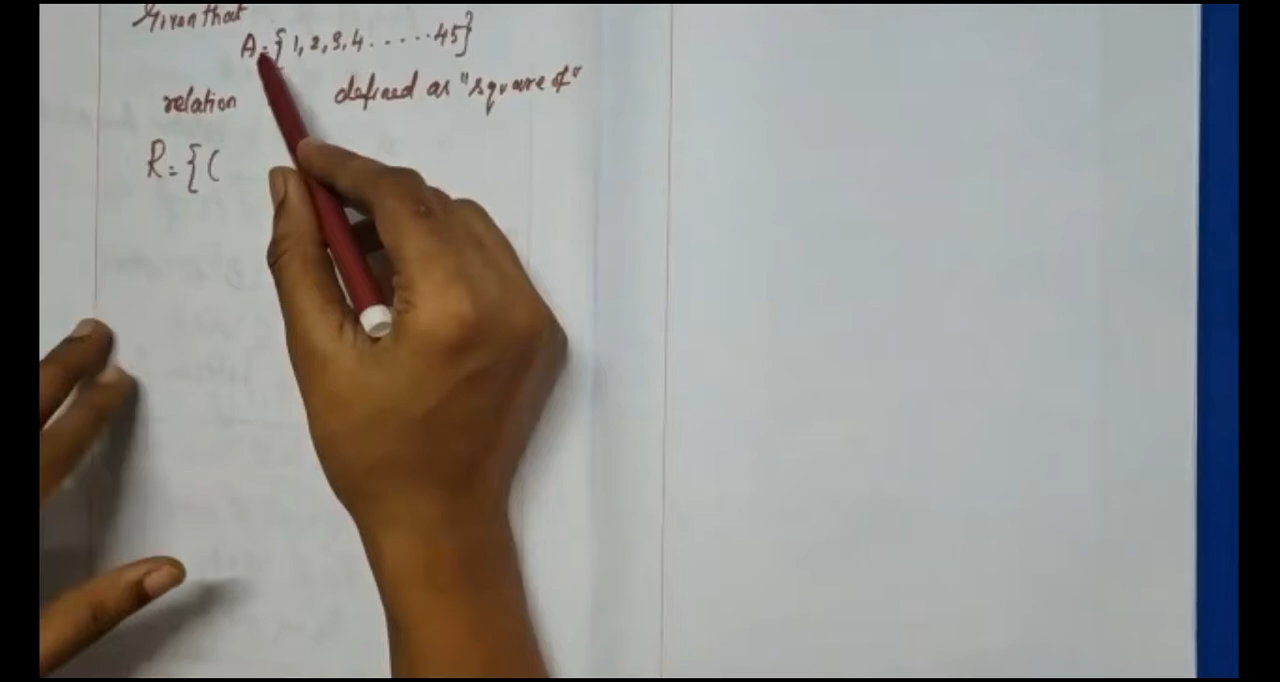 Given that
A = {1, 2, 3, 4 . . . . . 45}
relation defined as "square of"
R = { (